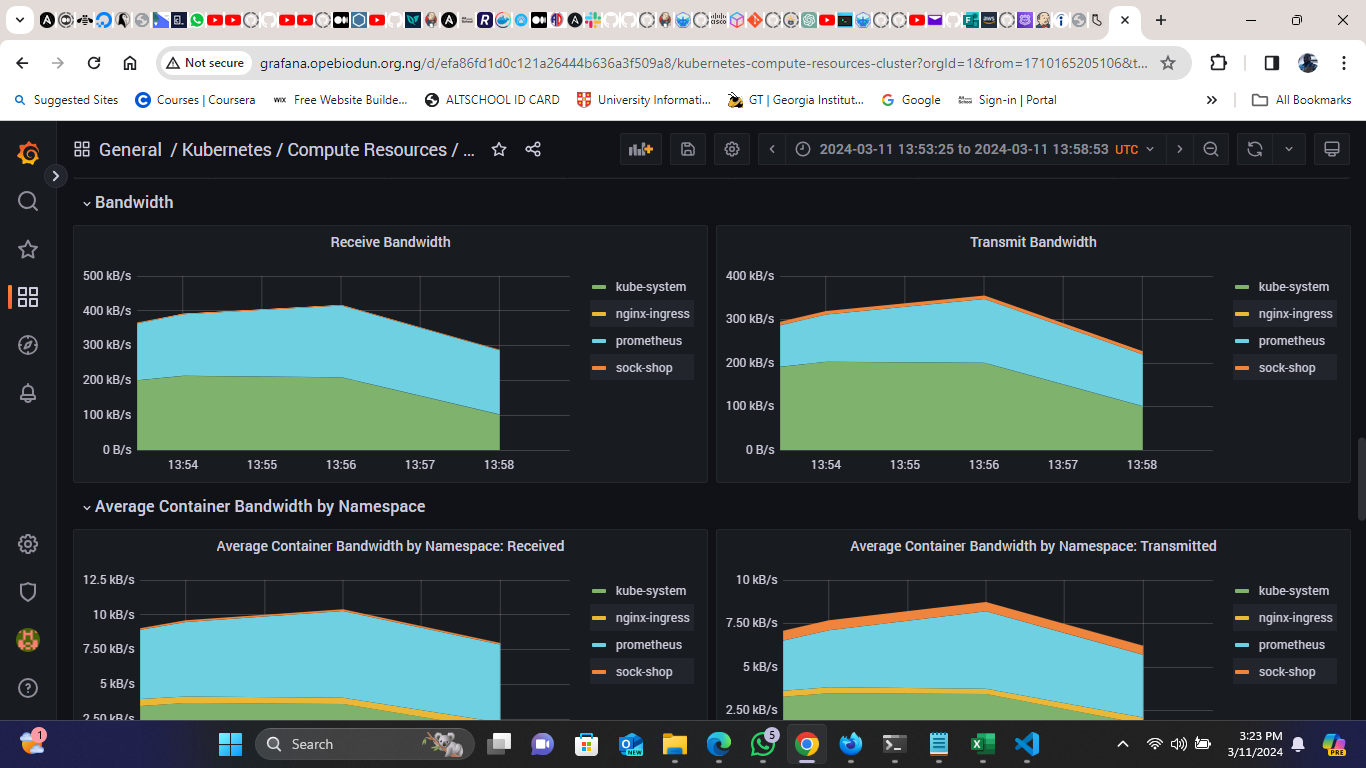 Not secure
grafana.opebiodun.org.ng/d/efa86fd1d0c121a26444b636a3f509a8/kubernetes-compute-resources-cluster?orgId=1&from=1710165205106&t...
Suggested Sites
Courses | Coursera
WIX Free Website Builde...
ALTSCHOOL ID CARD
University Informati...
GT | Georgia Institut...
Google
Sign-in | Portal
All Bookmarks
General / Kubernetes / Compute Resources / ...
2024-03-11 13:53:25 to 2024-03-11 13:58:53 UTC
Bandwidth
Receive Bandwidth
500 kB/s
400 kB/s
300 kB/s
200 kB/s
100 kB/s
0 B/s
13:54 13:55 13:56 13:57 13:58
kube-system
nginx-ingress
prometheus
sock-shop
Transmit Bandwidth
400 kB/s
300 kB/s
200 kB/s
100 kB/s
0 B/s
13:54 13:55 13:56 13:57 13:58
kube-system
nginx-ingress
prometheus
sock-shop
Average Container Bandwidth by Namespace
Average Container Bandwidth by Namespace: Received
12.5 kB/s
10 kB/s
7.50 kB/s
5 kB/s
2.50 kB/s
kube-system
nginx-ingress
prometheus
sock-shop
Average Container Bandwidth by Namespace: Transmitted
10 kB/s
7.50 kB/s
5 kB/s
2.50 kB/s
kube-system
nginx-ingress
prometheus
sock-shop
1
Search
NEW
5
3:23 PM
3/11/2024
PRE